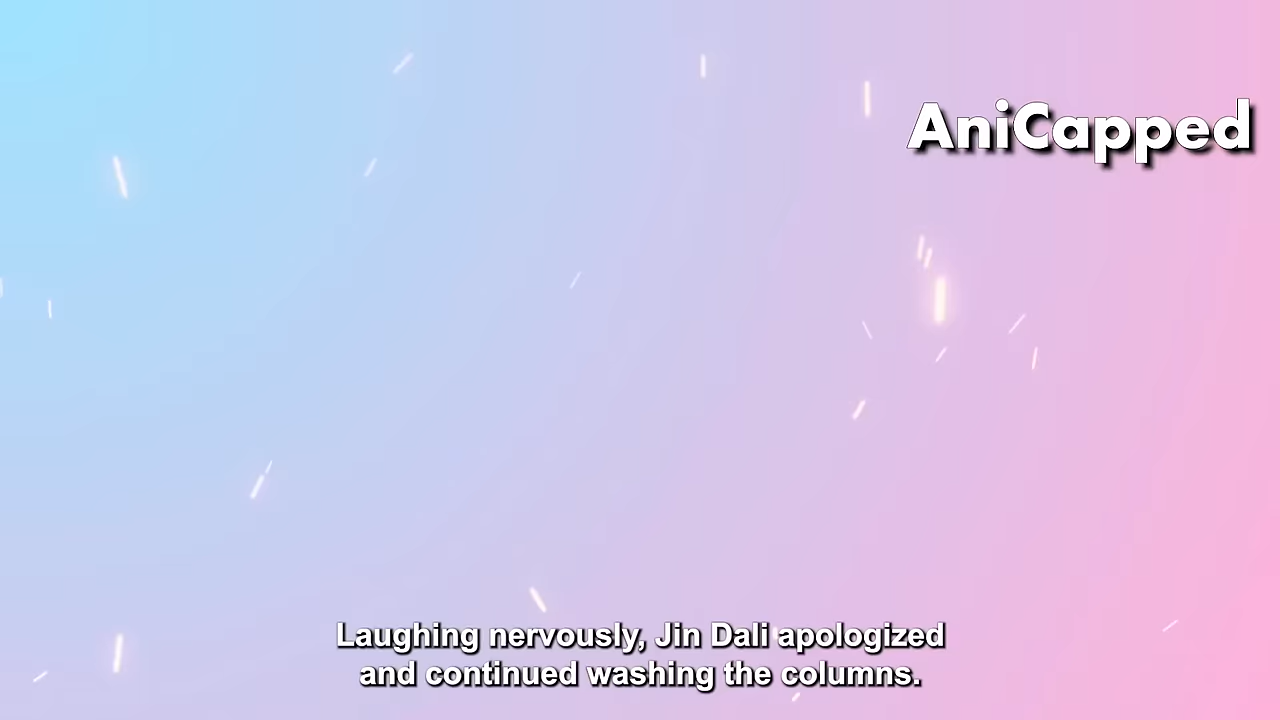 AniCapped
Laughing nervously, Jin Dali apologized
and continued washing the columns.